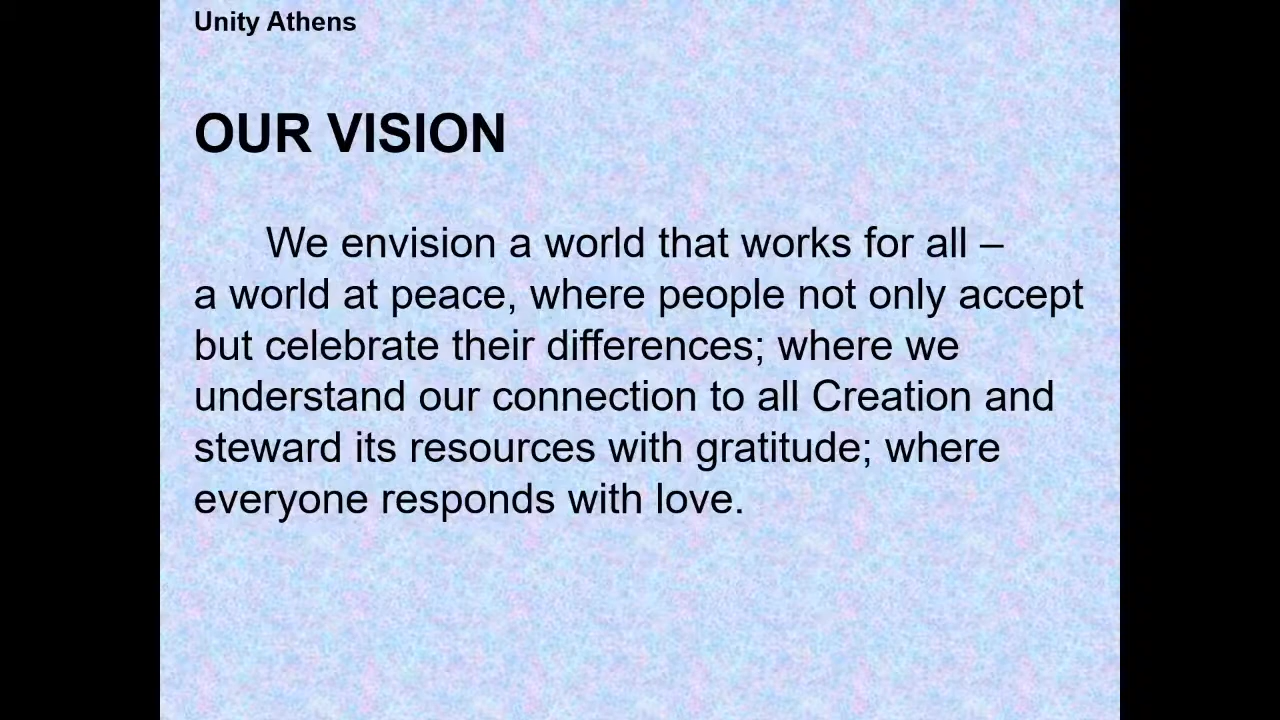 Unity Athens
OUR VISION
We envision a world that works for all –
a world at peace, where people not only accept
but celebrate their differences; where we
understand our connection to all Creation and
steward its resources with gratitude; where
everyone responds with love.